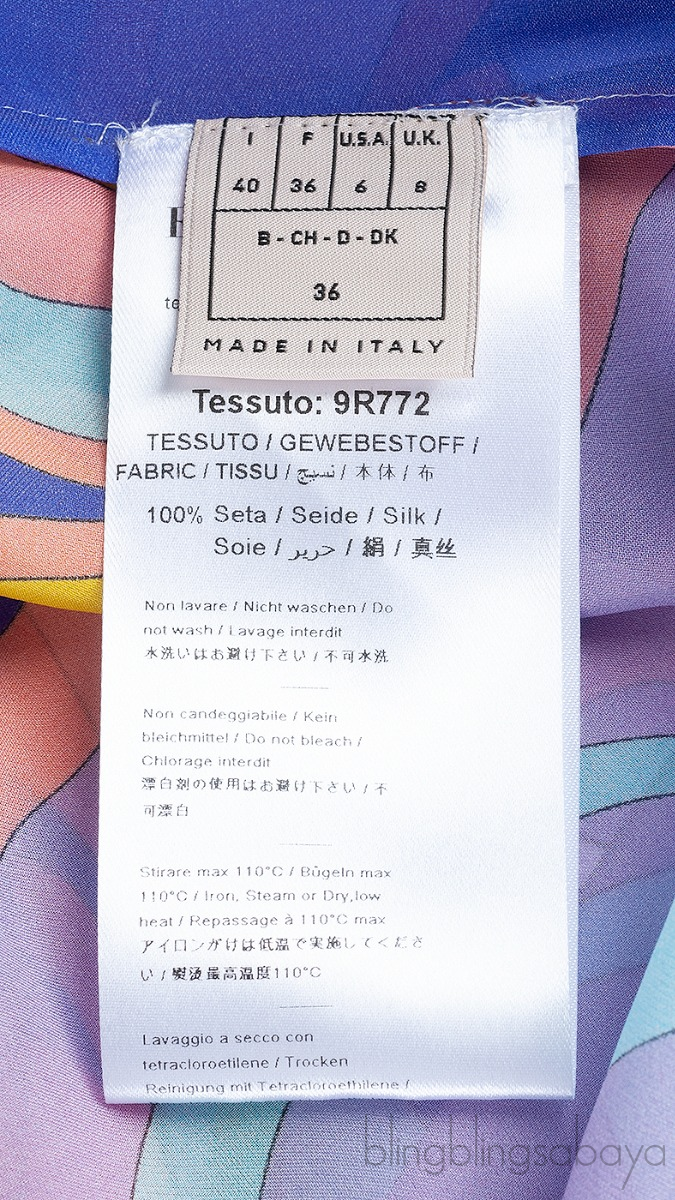 I F U.S.A. U.K.
40 36 6 8
B - CH - D - DK
36
MADE IN ITALY
Tessuto: 9R772
TESSUTO / GEWEBESTOFF /
FABRIC / TISSU / نسيج / 本体 / 布
100% Seta / Seide / Silk /
Soie / حرير / 絹 / 真丝
Non lavare / Nicht waschen / Do
not wash / Lavage interdit
水洗いはお避け下さい / 不可水洗
Non candeggiabile / Kein
bleichmittel / Do not bleach /
Chlorage interdit
漂白剤の使用はお避け下さい / 不
可漂白
Stirare max 110°C / Bügeln max
110°C / Iron, Steam or Dry,low
heat / Repassage à 110°C max
アイロンがけは低温で実施してくださ
い / 熨烫最高温度110°C
Lavaggio a secco con
tetracloroetilene / Trocken
Reinigung mit Tetracloroethilene /
blingblingsabaya